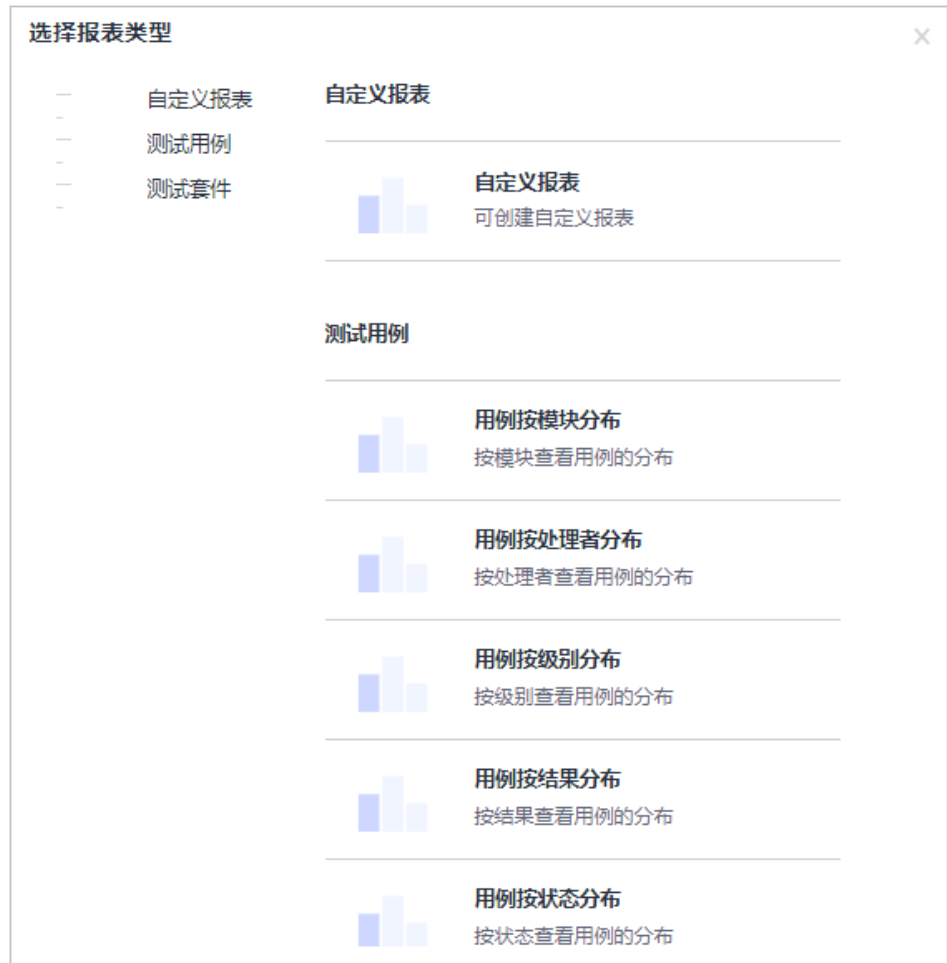 选择报表类型
自定义报表
测试用例
测试套件
自定义报表
自定义报表
可创建自定义报表
测试用例
用例按模块分布
按模块查看用例的分布
用例按处理者分布
按处理者查看用例的分布
用例按级别分布
按级别查看用例的分布
用例按结果分布
按结果查看用例的分布
用例按状态分布
按状态查看用例的分布